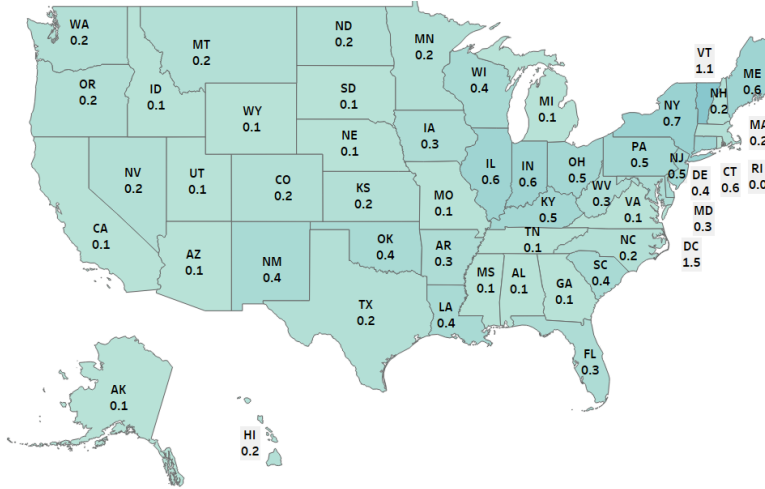 WA
0.2
MT
0.2
ND
0.2
MN
0.2
OR
0.2
ID
0.1
WY
0.1
SD
0.1
WI
0.4
MI
0.1
VT
1.1
NH
0.2
ME
0.6
NY
0.7
MA
0.2
NV
0.2
UT
0.1
CO
0.2
NE
0.1
KS
0.2
IA
0.3
MO
0.1
IL
0.6
IN
0.6
OH
0.5
PA
0.5
NJ
0.5
DE
0.4
CT
0.6
RI
0.0
KY
0.5
WV
0.3
VA
0.1
MD
0.3
DC
1.5
CA
0.1
AZ
0.1
NM
0.4
OK
0.4
AR
0.3
TN
0.1
NC
0.2
SC
0.4
MS
0.1
AL
0.1
GA
0.1
TX
0.2
LA
0.4
FL
0.3
AK
0.1
HI
0.2